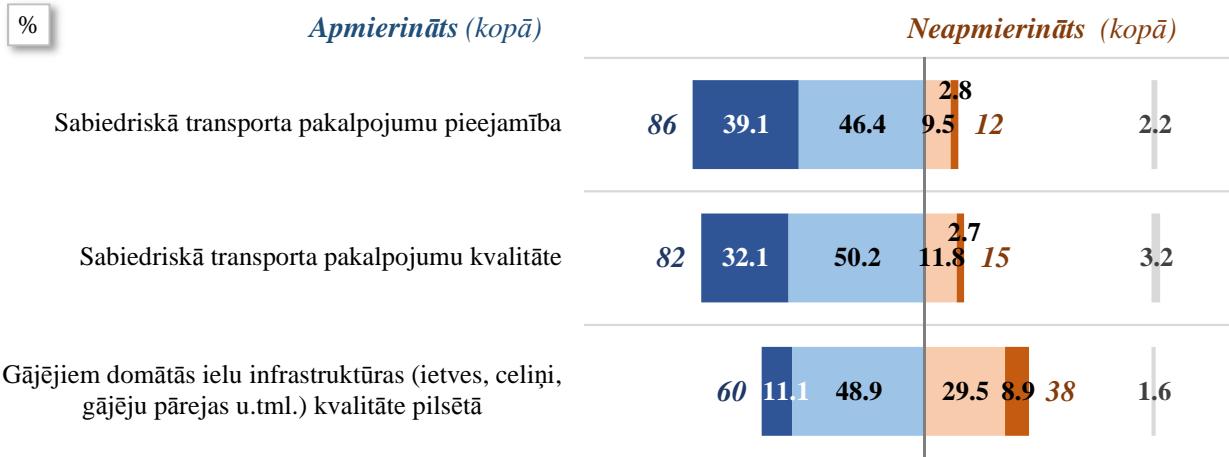 %
Apmierināts (kopā)
Neapmierināts (kopā)
Sabiedriskā transporta pakalpojumu pieejamība
86 39.1 46.4 9.5 2.8 12 2.2
Sabiedriskā transporta pakalpojumu kvalitāte
82 32.1 50.2 11.8 2.7 15 3.2
Gājējiem domātās ielu infrastruktūras (ietves, celiņi,
gājēju pārejas u.tml.) kvalitāte pilsētā
60 11.1 48.9 29.5 8.9 38 1.6